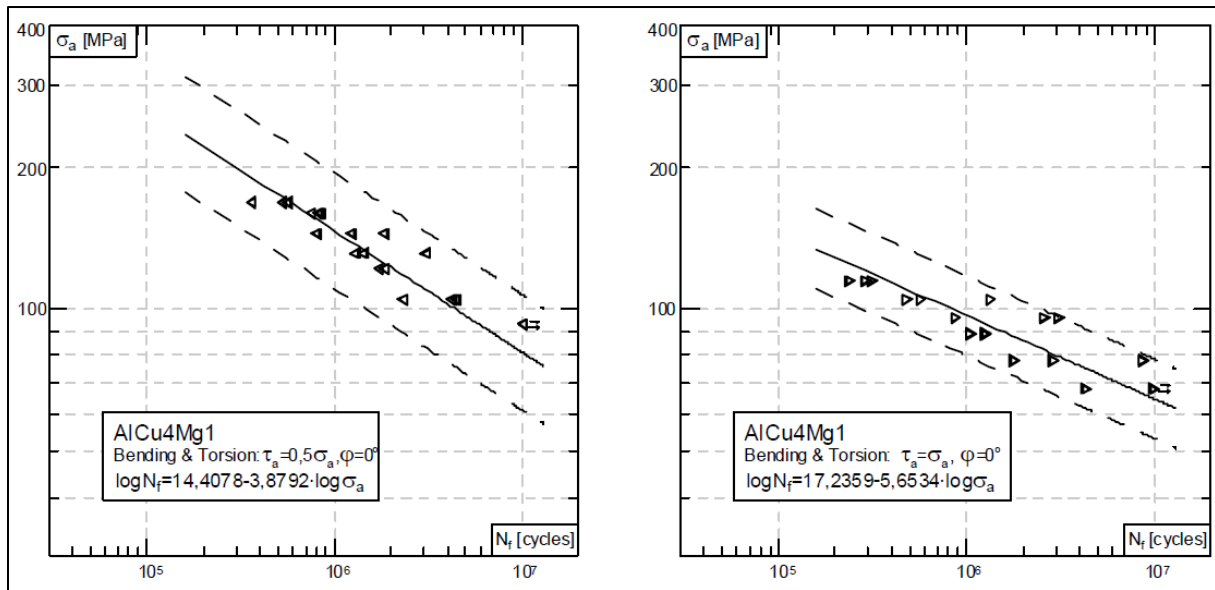 400
σa [MPa]
300
200
100
AlCu4Mg1
Bending & Torsion: τa=0,5σa,φ=0°
logNf=14,4078-3,8792·logσa
Nf [cycles]
10⁵
10⁶
10⁷
400
σa [MPa]
300
200
100
AlCu4Mg1
Bending & Torsion: τa=σa, φ=0°
logNf=17,2359-5,6534·logσa
Nf [cycles]
10⁵
10⁶
10⁷